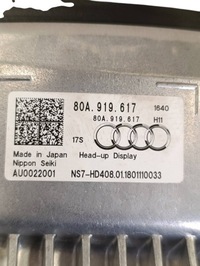 80A.919.617 1640
80A.919.617 H11
17S
Made in Japan Head-up Display
Nippon Seiki
AU0022001 NS7-HD408.01.1801110033